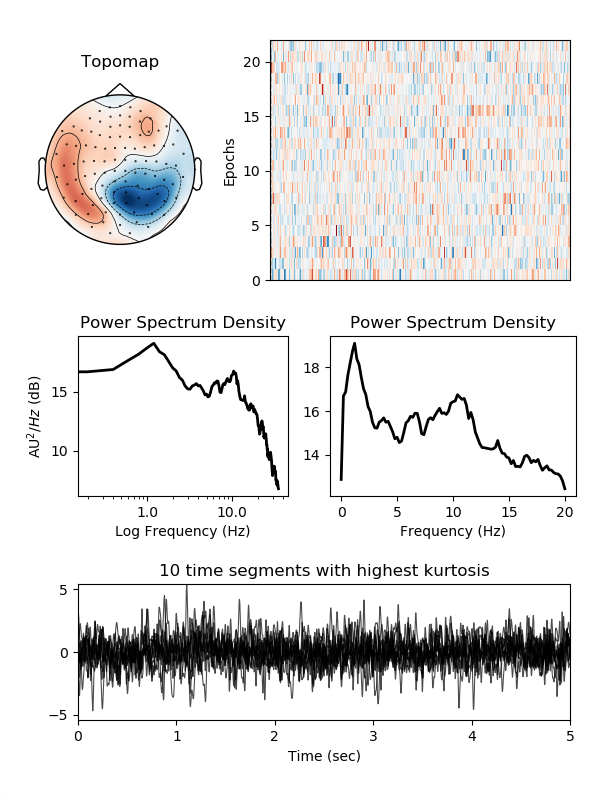 Topomap
Epochs
20
15
10
5
0
Power Spectrum Density
AU²/Hz (dB)
15
10
1.0 10.0
Log Frequency (Hz)
Power Spectrum Density
18
16
14
0 5 10 15 20
Frequency (Hz)
10 time segments with highest kurtosis
5
0
−5
0 1 2 3 4 5
Time (sec)